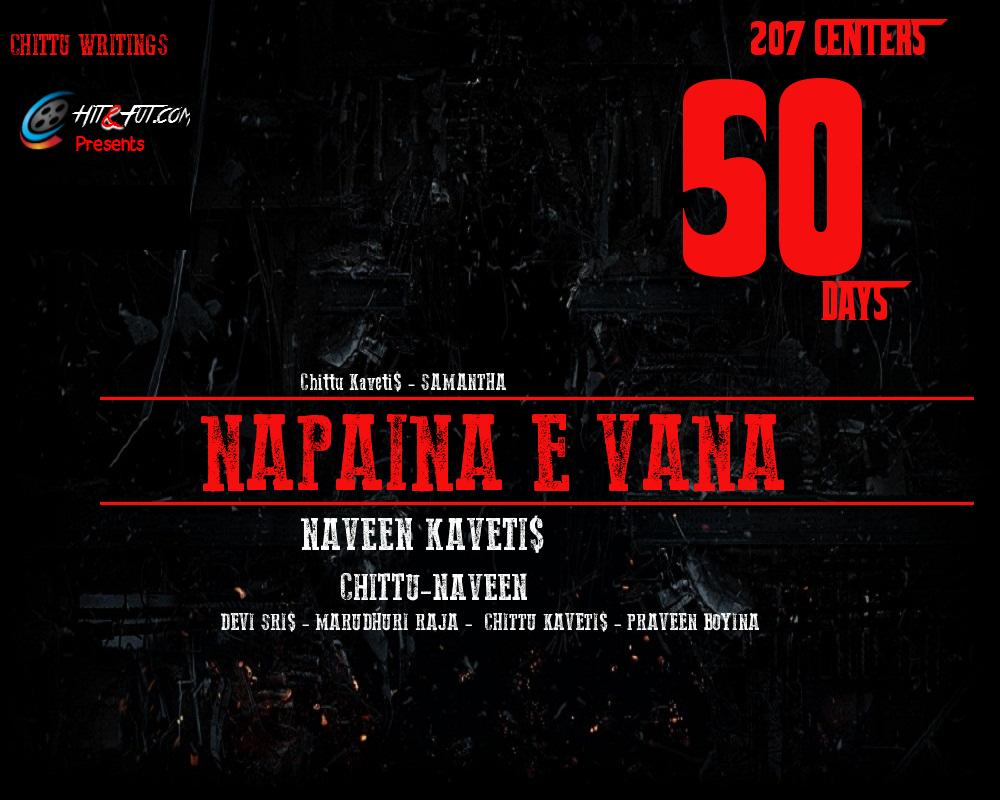 CHITTU WRITINGS
HIT&FUT.COM
Presents
207 CENTERS
50
DAYS
Chittu Kaveti$ - SAMANTHA
NAPAINA E VANA
NAVEEN KAVETI$
CHITTU-NAVEEN
DEVI SRI$ - MARUDHURI RAJA - CHITTU KAVETI$ - PRAVEEN BOYINA